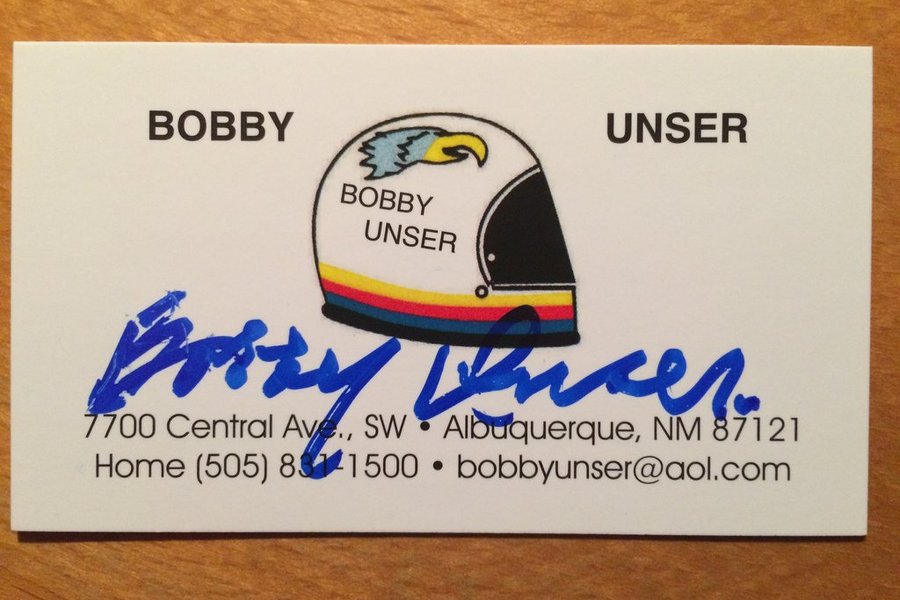 BOBBY UNSER
BOBBY
UNSER
Bobby Unser
7700 Central Ave., SW • Albuquerque, NM 87121
Home (505) 831-1500 • bobbyunser@aol.com